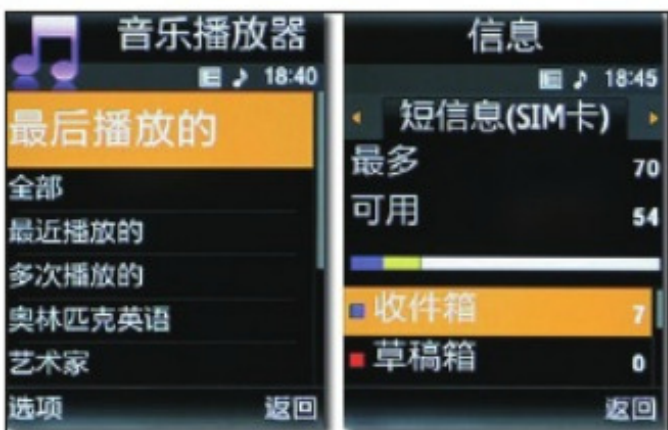 音乐播放器
18:40
最后播放的
全部
最近播放的
多次播放的
奥林匹克英语
艺术家
选项 返回
信息
18:45
短信息(SIM卡)
最多 70
可用 54
收件箱 7
草稿箱 0
返回